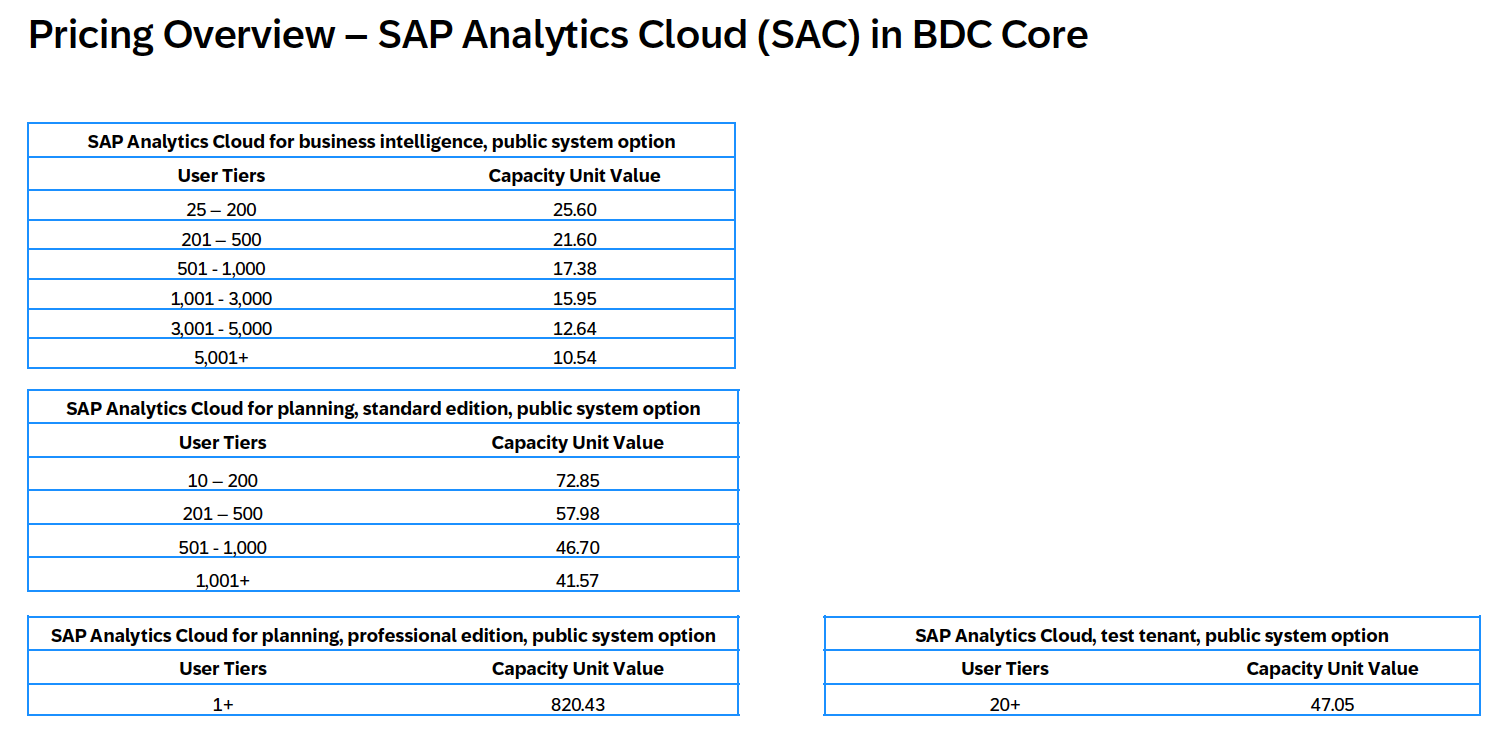 Pricing Overview – SAP Analytics Cloud (SAC) in BDC Core
SAP Analytics Cloud for business intelligence, public system option
User Tiers Capacity Unit Value
25 – 200 25.60
201 – 500 21.60
501 - 1,000 17.38
1,001 - 3,000 15.95
3,001 - 5,000 12.64
5,001+ 10.54
SAP Analytics Cloud for planning, standard edition, public system option
User Tiers Capacity Unit Value
10 – 200 72.85
201 – 500 57.98
501 - 1,000 46.70
1,001+ 41.57
SAP Analytics Cloud for planning, professional edition, public system option
User Tiers Capacity Unit Value
1+ 820.43
SAP Analytics Cloud, test tenant, public system option
User Tiers Capacity Unit Value
20+ 47.05